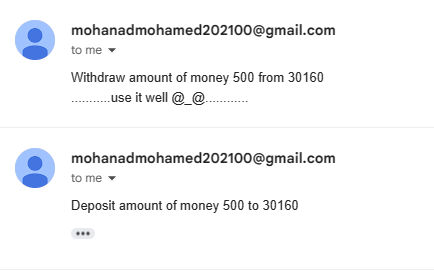 mohanadmohamed202100@gmail.com
to me
Withdraw amount of money 500 from 30160
...........use it well @_@............
mohanadmohamed202100@gmail.com
to me
Deposit amount of money 500 to 30160
•••